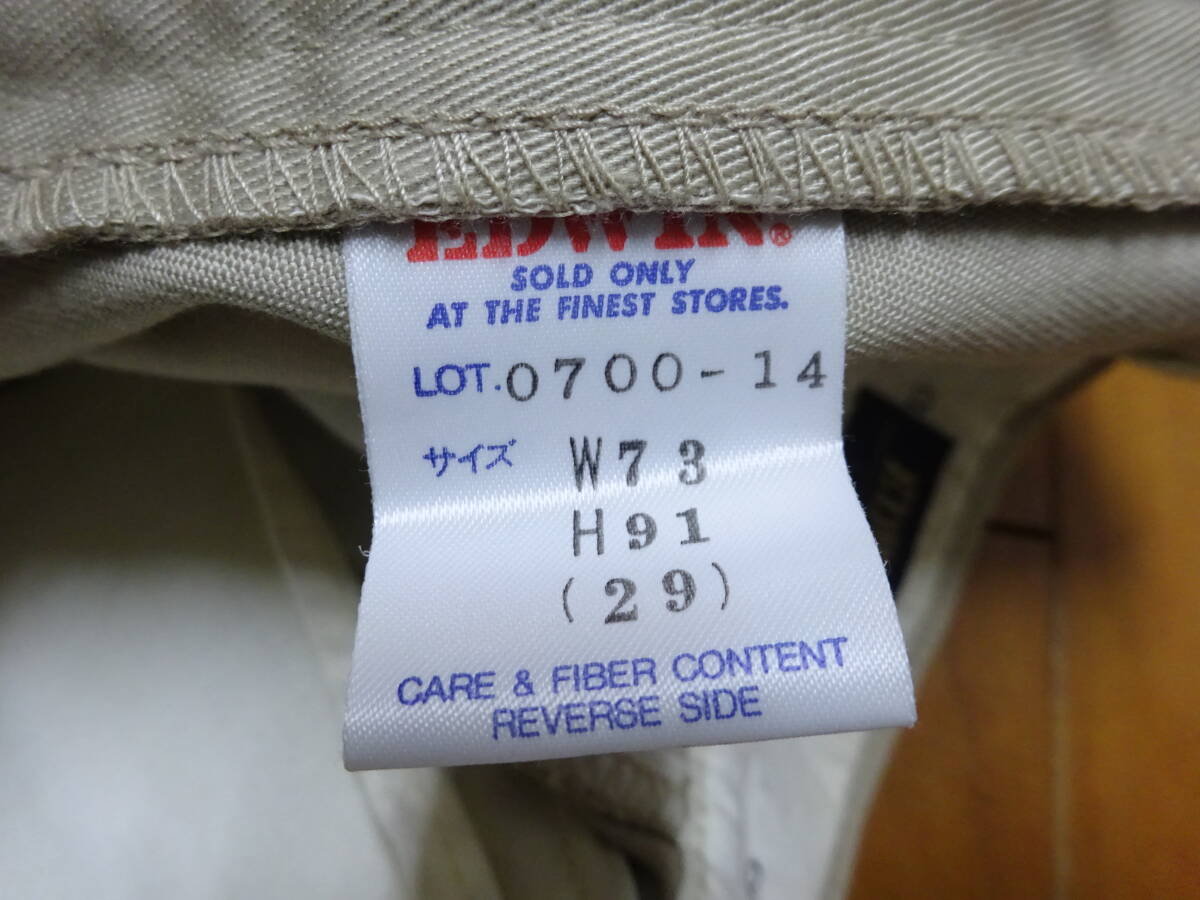 EDWIN.®
SOLD ONLY
AT THE FINEST STORES.
LOT. 0700-14
サイズ W73
H91
(29)
CARE & FIBER CONTENT
REVERSE SIDE